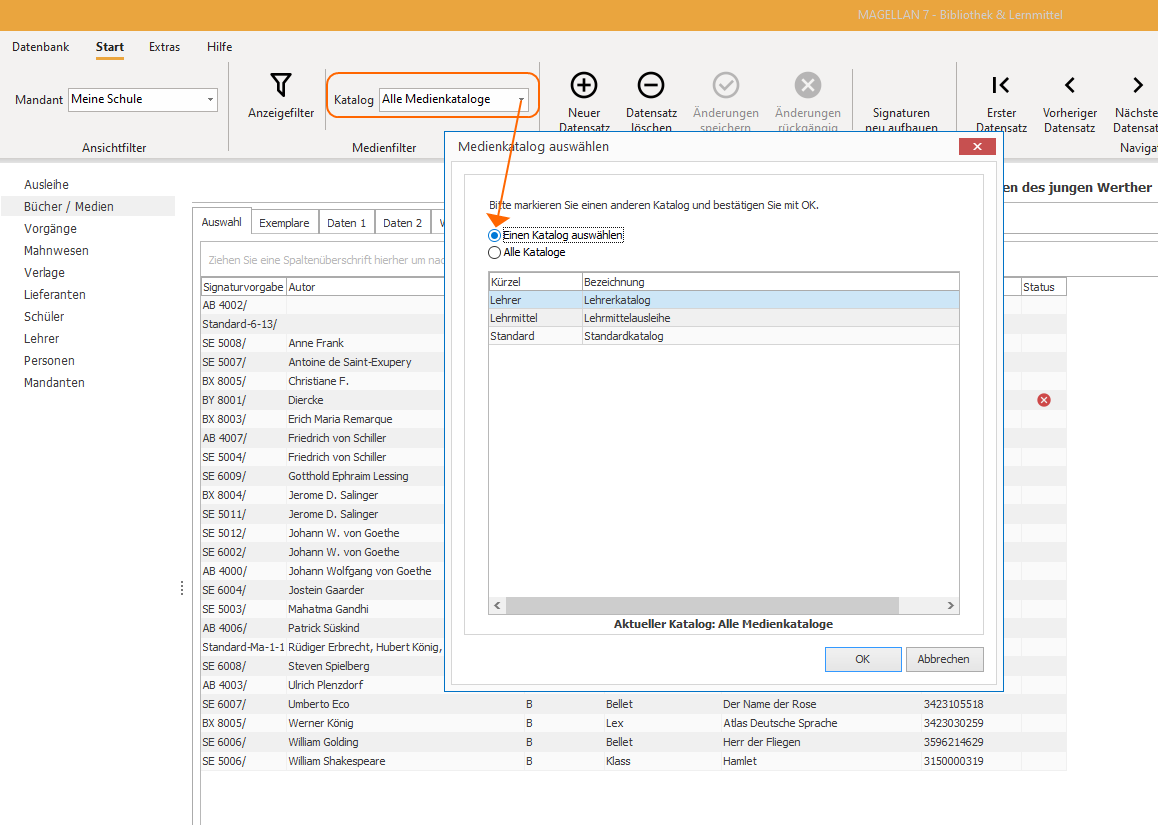 MAGELLAN 7 - Bibliothek & Lernmittel
Datenbank Start Extras Hilfe
Mandant Meine Schule
Ansichtfilter
Anzeigefilter
Katalog Alle Medienkataloge
Medienfilter
Neuer Datensatz
Datensatz löschen
Änderungen speichern
Änderungen rückgängig
Signaturen neu aufbauen
Erster Datensatz
Vorheriger Datensatz
Nächste Datensat
Navigat
Ausleihe
Bücher / Medien
Vorgänge
Mahnwesen
Verlage
Lieferanten
Schüler
Lehrer
Personen
Mandanten
en des jungen Werther
Auswahl Exemplare Daten 1 Daten 2
Ziehen Sie eine Spaltenüberschrift hierher um nac
Signaturvorgabe Autor Status
AB 4002/
Standard-6-13/
SE 5008/ Anne Frank
SE 5007/ Antoine de Saint-Exupery
BX 8005/ Christiane F.
BY 8001/ Diercke
BX 8003/ Erich Maria Remarque
AB 4007/ Friedrich von Schiller
SE 5004/ Friedrich von Schiller
SE 6009/ Gotthold Ephraim Lessing
BX 8004/ Jerome D. Salinger
SE 5011/ Jerome D. Salinger
SE 5012/ Johann W. von Goethe
SE 6002/ Johann W. von Goethe
AB 4000/ Johann Wolfgang von Goethe
SE 6004/ Jostein Gaarder
SE 5003/ Mahatma Gandhi
AB 4006/ Patrick Süskind
Standard-Ma-1-1 Rüdiger Erbrecht, Hubert König,
SE 6008/ Steven Spielberg
AB 4003/ Ulrich Plenzdorf
SE 6007/ Umberto Eco B Bellet Der Name der Rose 3423105518
BX 8005/ Werner König B Lex Atlas Deutsche Sprache 3423030259
SE 6006/ William Golding B Bellet Herr der Fliegen 3596214629
SE 5006/ William Shakespeare B Klass Hamlet 3150000319
Medienkatalog auswählen
Bitte markieren Sie einen anderen Katalog und bestätigen Sie mit OK.
Einen Katalog auswählen
Alle Kataloge
Kürzel Bezeichnung
Lehrer Lehrerkatalog
Lehrmittel Lehrmittelausleihe
Standard Standardkatalog
Aktueller Katalog: Alle Medienkataloge
OK Abbrechen